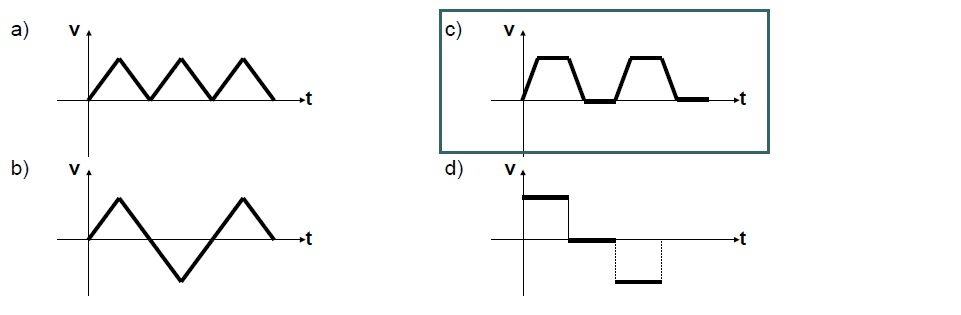 a) v t
c) v t
b) v t
d) v t